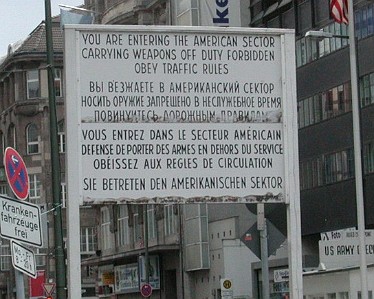 YOU ARE ENTERING THE AMERICAN SECTOR
CARRYING WEAPONS OFF DUTY FORBIDDEN
OBEY TRAFFIC RULES
ВЫ ВЪЕЗЖАЕТЕ В АМЕРИКАНСКИЙ СЕКТОР
НОСИТЬ ОРУЖИЕ ЗАПРЕЩЕНО В НЕСЛУЖЕБНОЕ ВРЕМЯ
ПОВИНУЙТЕСЬ ДОРОЖНЫМ ПРАВИЛАМ
VOUS ENTREZ DANS LE SECTEUR AMÉRICAIN
DÉFENSE DE PORTER DES ARMES EN DEHORS DU SERVICE
OBÉISSEZ AUX RÈGLES DE CIRCULATION
SIE BETRETEN DEN AMERIKANISCHEN SEKTOR
Kranken-
fahrzeuge
frei
Foto
US ARMY